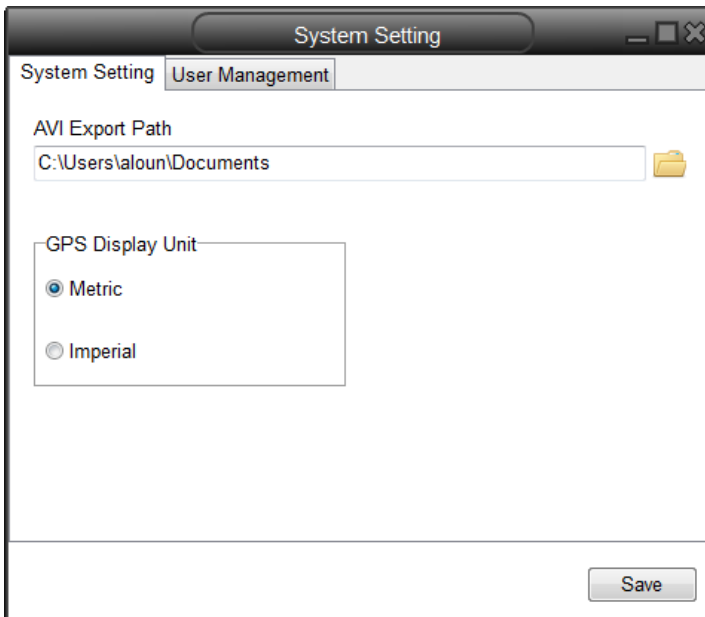 System Setting
System Setting User Management
AVI Export Path
C:\Users\aloun\Documents
GPS Display Unit
Metric
Imperial
Save